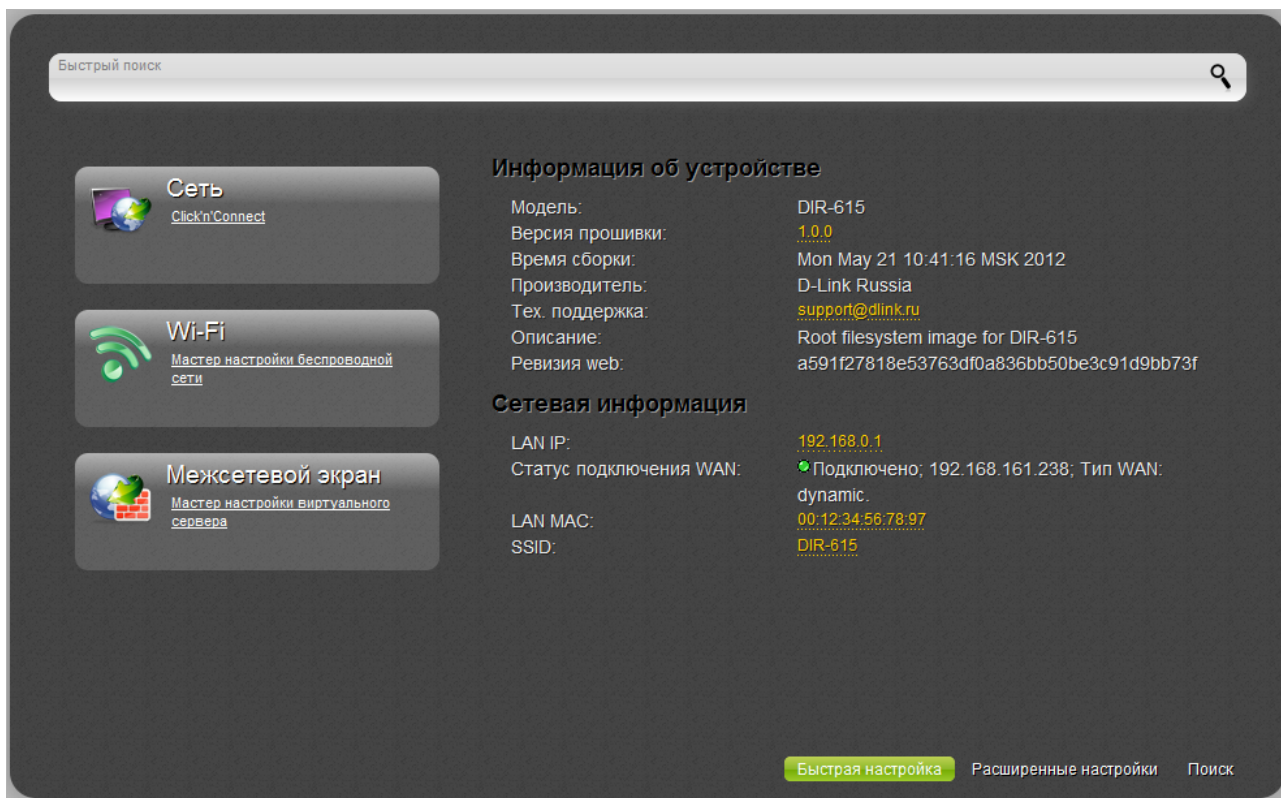 Быстрый поиск
Сеть
Click'n'Connect
Wi-Fi
Мастер настройки беспроводной
сети
Межсетевой экран
Мастер настройки виртуального
сервера
Информация об устройстве
Модель: DIR-615
Версия прошивки: 1.0.0
Время сборки: Mon May 21 10:41:16 MSK 2012
Производитель: D-Link Russia
Тех. поддержка: support@dlink.ru
Описание: Root filesystem image for DIR-615
Ревизия web: a591f27818e53763df0a836bb50be3c91d9bb73f
Сетевая информация
LAN IP: 192.168.0.1
Статус подключения WAN: Подключено; 192.168.161.238; Тип WAN:
dynamic.
LAN MAC: 00:12:34:56:78:97
SSID: DIR-615
Быстрая настройка Расширенные настройки Поиск